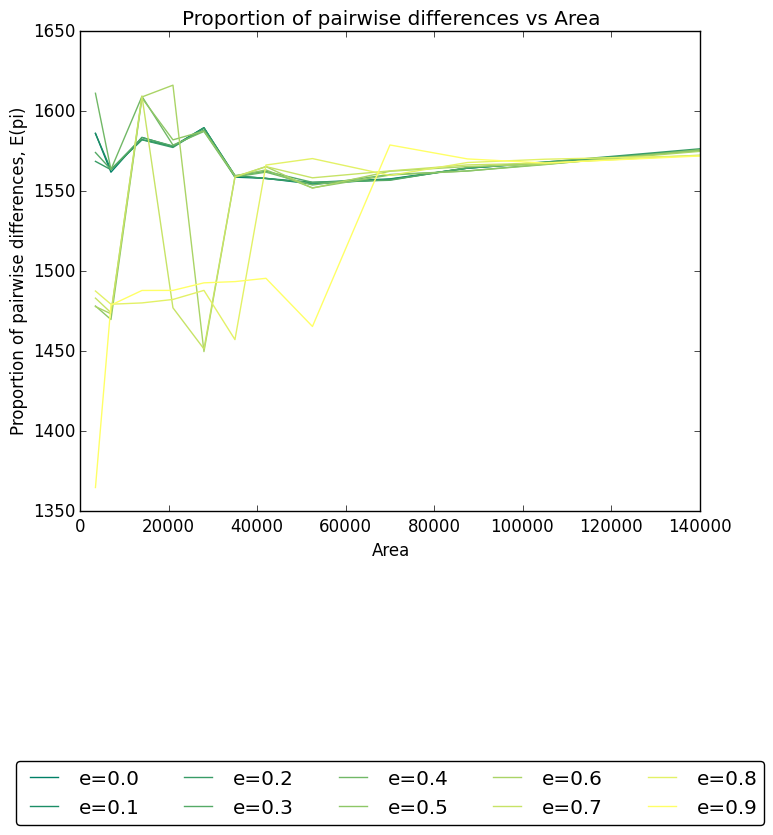 Proportion of pairwise differences vs Area
1650
1600
1550
1500
1450
1400
1350
Proportion of pairwise differences, E(pi)
0 20000 40000 60000 80000 100000 120000 140000
Area
e=0.0 e=0.2 e=0.4 e=0.6 e=0.8
e=0.1 e=0.3 e=0.5 e=0.7 e=0.9